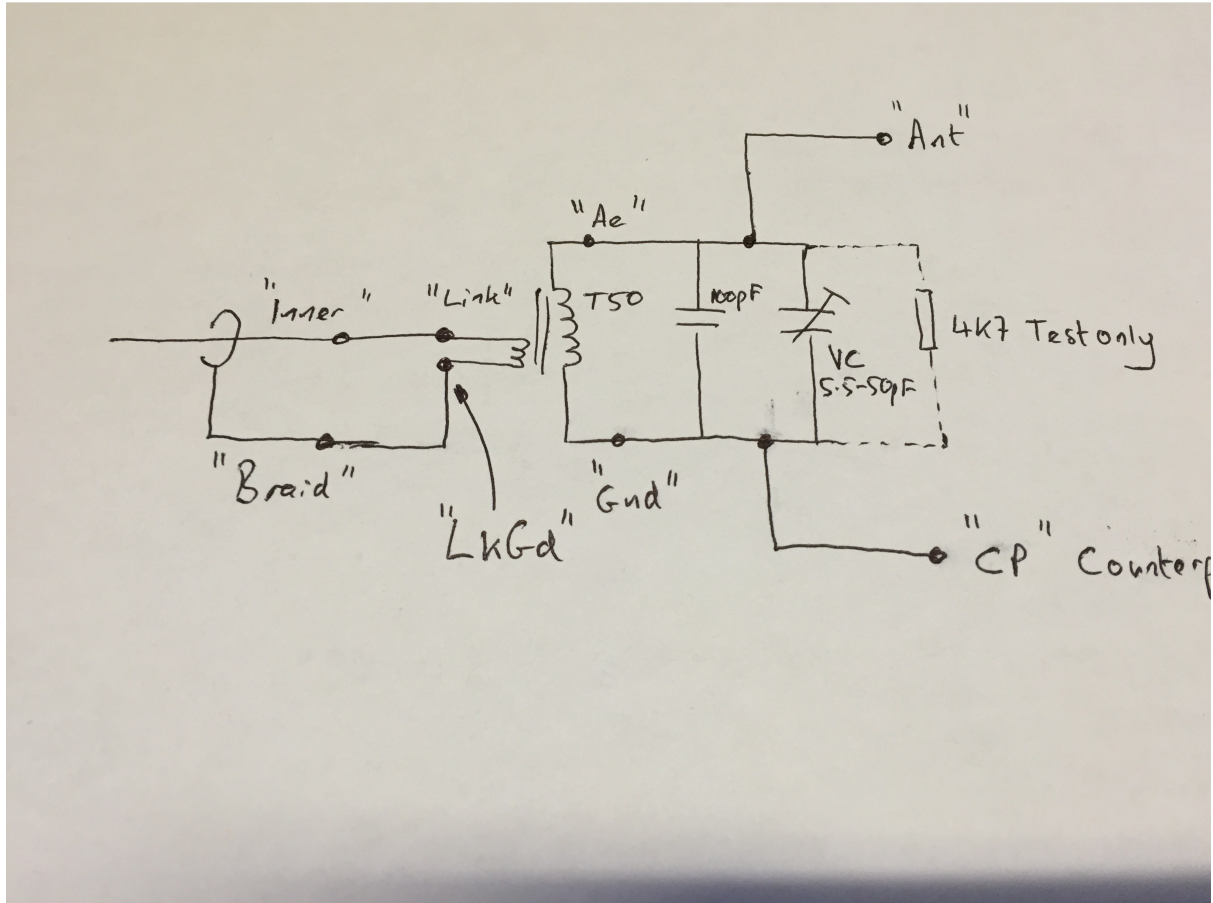 "Ant"
"Ae"
"Inner"
"Link"
T50
100pF
4K7 Test only
VC
5.5-50pF
"Braid"
"Gnd"
"LkGd"
"CP" Counterp